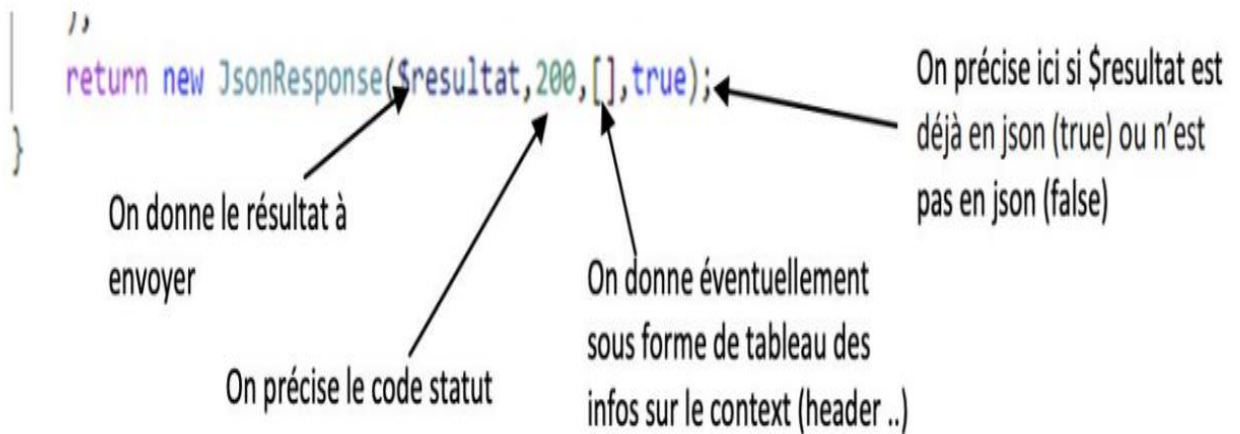 return new JsonResponse($resultat,200,[],true);
}
On précise ici si $resultat est
déjà en json (true) ou n’est
pas en json (false)
On donne le résultat à
envoyer
On donne éventuellement
sous forme de tableau des
infos sur le context (header ..)
On précise le code statut